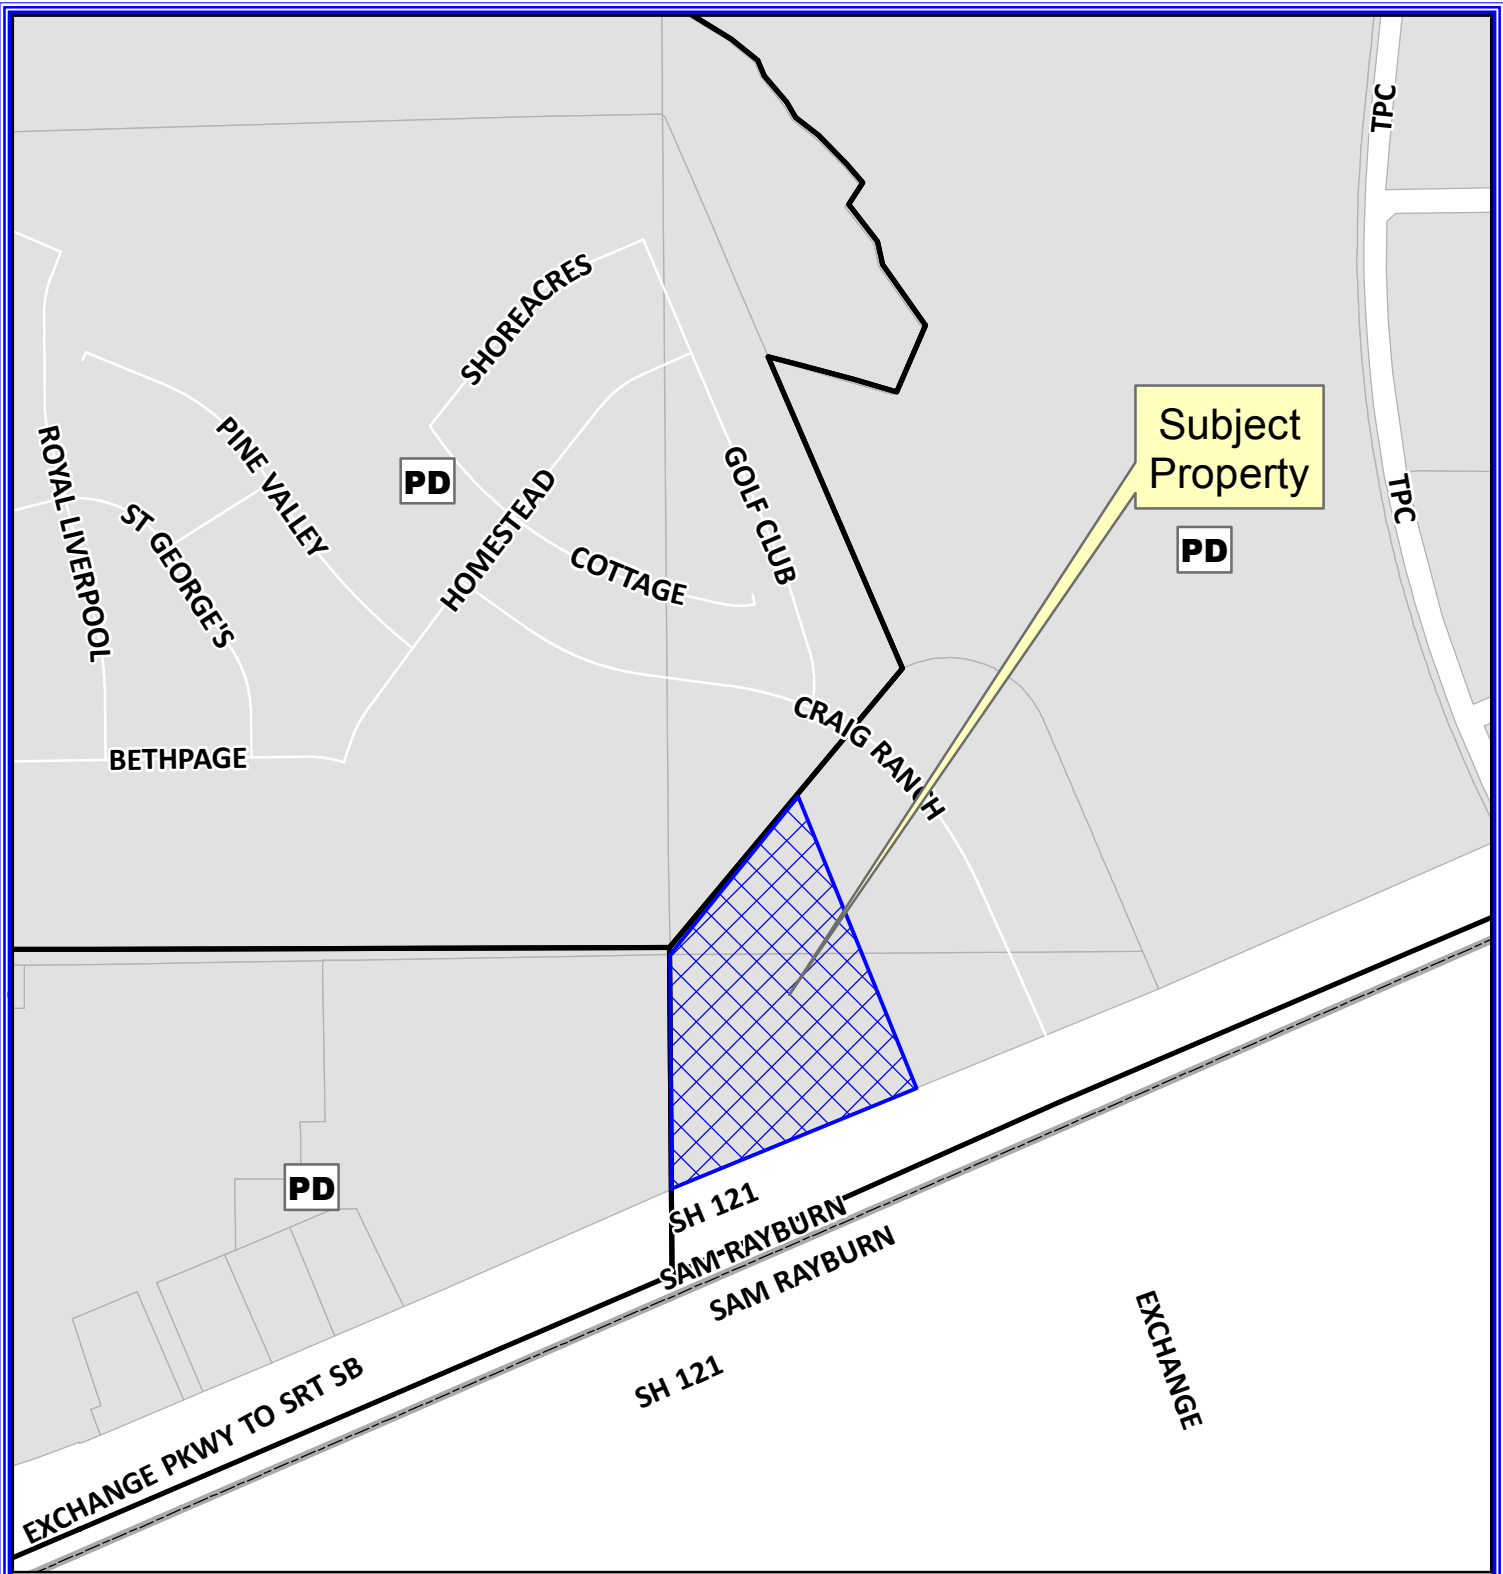 TPC
SHOREACRES
Subject
Property
PINE VALLEY
ROYAL LIVERPOOL
PD
GOLF CLUB
HOMESTEAD
TPC
ST GEORGE'S
PD
COTTAGE
CRAIG RANCH
BETHPAGE
PD
SH 121
SAM RAYBURN
SAM RAYBURN
EXCHANGE
SH 121
EXCHANGE PKWY TO SRT SB